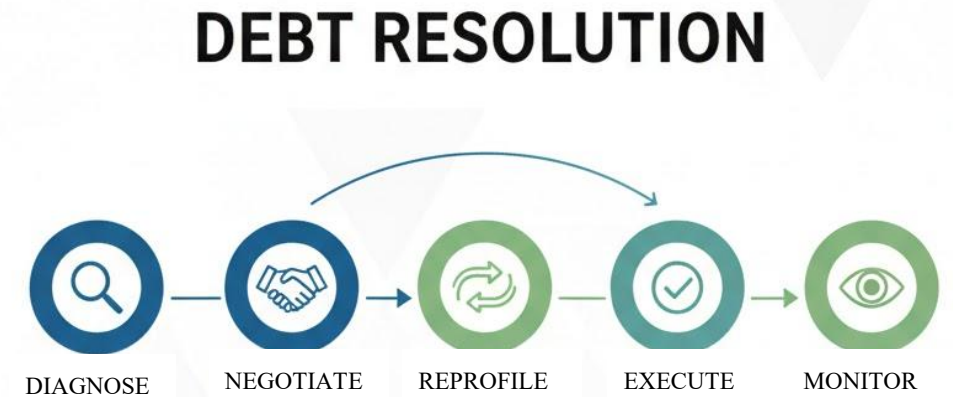 DEBT RESOLUTION
DIAGNOSE NEGOTIATE REPROFILE EXECUTE MONITOR